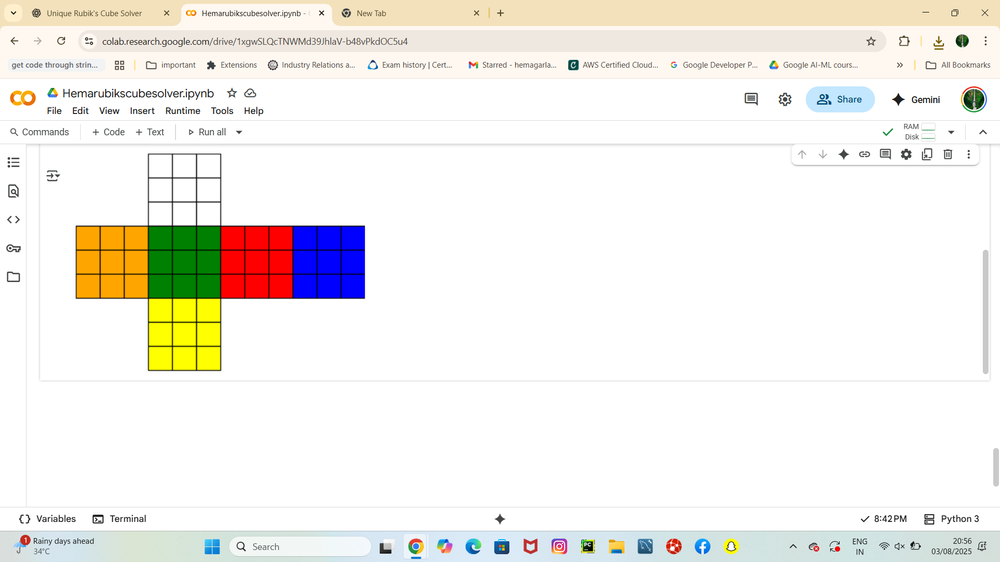 Unique Rubik's Cube Solver
Hemarubikscubesolver.ipynb -
New Tab
colab.research.google.com/drive/1xgwSLQcTNWMd39JhlaV-b48vPkdOC5u4
get code through strin...
important
Extensions
Industry Relations a...
Exam history | Cert...
Starred - hemagarla...
AWS Certified Cloud...
Google Developer P...
Google AI-ML cours...
All Bookmarks
Hemarubikscubesolver.ipynb
Share
Gemini
File Edit View Insert Runtime Tools Help
Commands
+ Code
+ Text
Run all
RAM
Disk
Variables
Terminal
8:42 PM
Python 3
1
Rainy days ahead
34°C
Search
PC
ENG
IN
20:56
03/08/2025